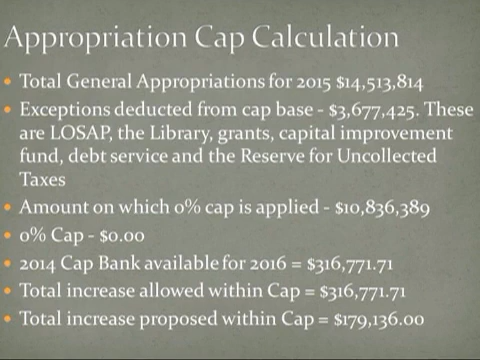 Appropriation Cap Calculation
Total General Appropriations for 2015 $14,513,814
Exceptions deducted from cap base - $3,677,425. These
are LOSAP, the Library, grants, capital improvement
fund, debt service and the Reserve for Uncollected
Taxes
Amount on which 0% cap is applied - $10,836,389
0% Cap - $0.00
2014 Cap Bank available for 2016 = $316,771.71
Total increase allowed within Cap = $316,771.71
Total increase proposed within Cap = $179,136.00